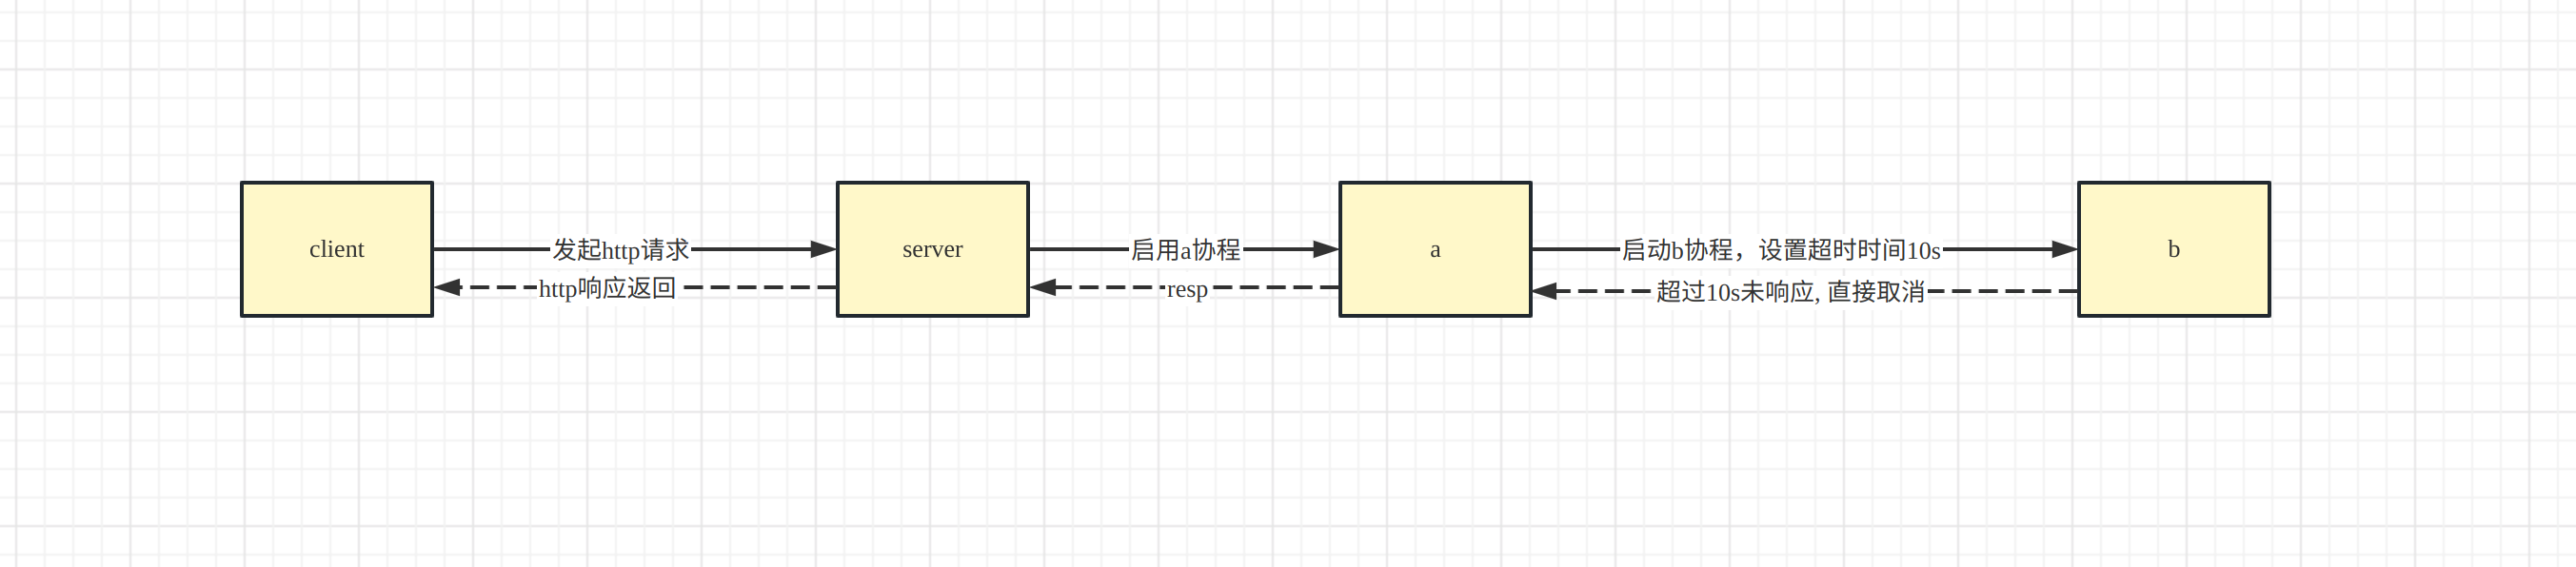 client
发起http请求
http响应返回
server
启用a协程
resp
a
启动b协程，设置超时时间10s
超过10s未响应, 直接取消
b